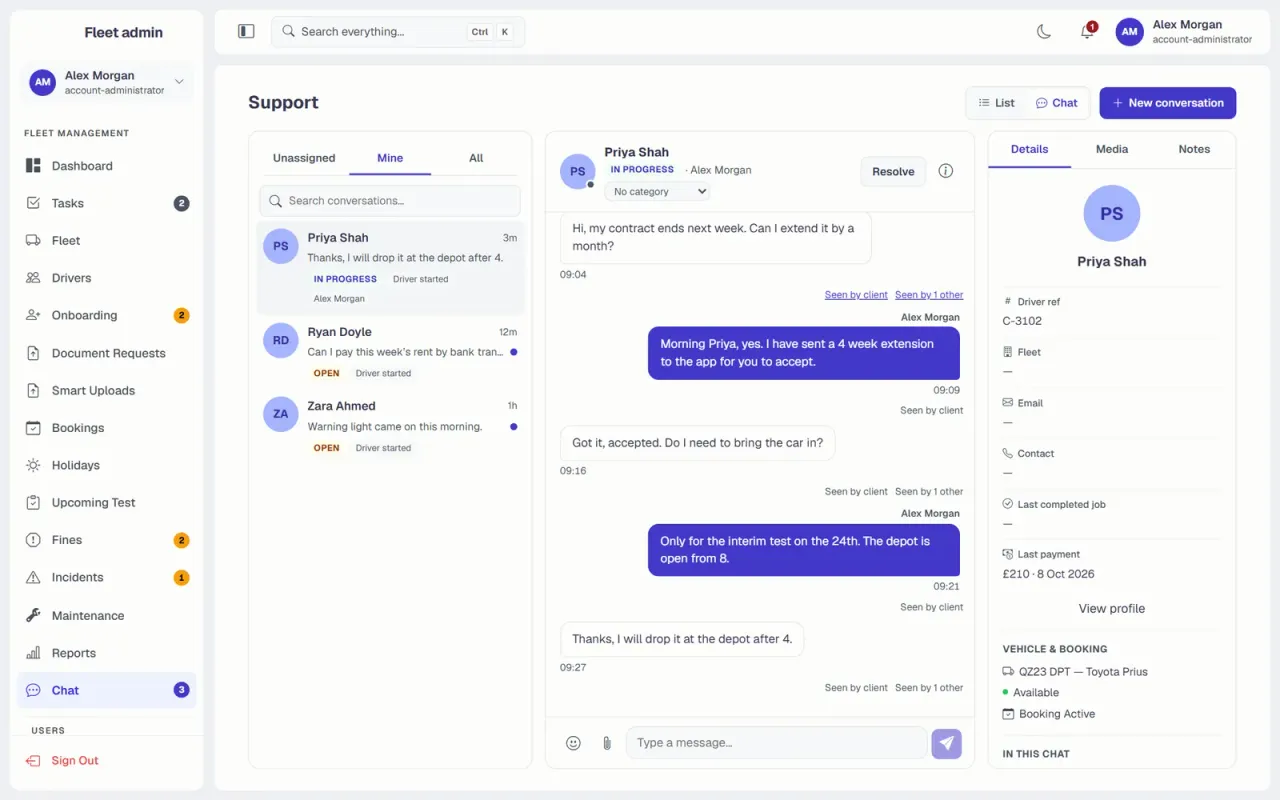 Fleet admin
AM
Alex Morgan
account-administrator
FLEET MANAGEMENT
Dashboard
Tasks 2
Fleet
Drivers
Onboarding 2
Document Requests
Smart Uploads
Bookings
Holidays
Upcoming Test
Fines 2
Incidents 1
Maintenance
Reports
Chat 3
USERS
Sign Out
Search everything... Ctrl K
1
AM
Alex Morgan
account-administrator
Support
List Chat + New conversation
Unassigned Mine All
Search conversations...
PS
Priya Shah 3m
Thanks, I will drop it at the depot after 4.
IN PROGRESS Driver started
Alex Morgan
RD
Ryan Doyle 12m
Can I pay this week's rent by bank tran...
OPEN Driver started
ZA
Zara Ahmed 1h
Warning light came on this morning.
OPEN Driver started
PS
Priya Shah
IN PROGRESS · Alex Morgan
No category
Resolve
Hi, my contract ends next week. Can I extend it by a
month?
09:04
Seen by client Seen by 1 other
Alex Morgan
Morning Priya, yes. I have sent a 4 week extension
to the app for you to accept.
09:09
Seen by client
Got it, accepted. Do I need to bring the car in?
09:16
Seen by client Seen by 1 other
Alex Morgan
Only for the interim test on the 24th. The depot is
open from 8.
09:21
Seen by client
Thanks, I will drop it at the depot after 4.
09:27
Seen by client Seen by 1 other
Type a message...
Details Media Notes
PS
Priya Shah
# Driver ref
C-3102
Fleet
—
Email
—
Contact
—
Last completed job
—
Last payment
£210 · 8 Oct 2026
View profile
VEHICLE & BOOKING
QZ23 DPT — Toyota Prius
Available
Booking Active
IN THIS CHAT